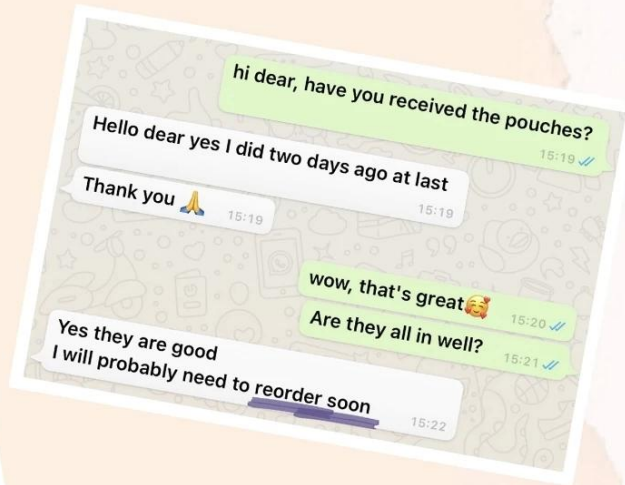 hi dear, have you received the pouches?
15:19
Hello dear yes I did two days ago at last
15:19
Thank you 🙏
15:19
wow, that's great🥰
15:20
Are they all in well?
15:21
Yes they are good
I will probably need to reorder soon
15:22